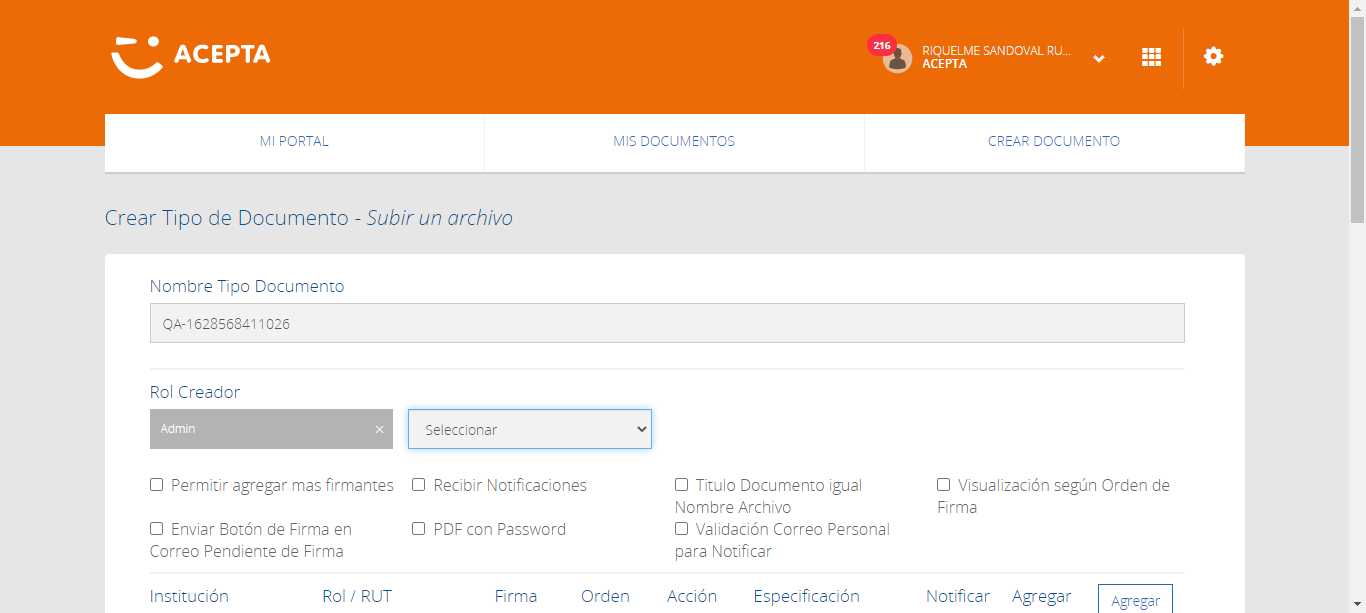 ACEPTA
216
RIQUELME SANDOVAL RU...
ACEPTA
MI PORTAL
MIS DOCUMENTOS
CREAR DOCUMENTO
Crear Tipo de Documento - Subir un archivo
Nombre Tipo Documento
QA-1628568411026
Rol Creador
Admin ×
Seleccionar
Permitir agregar mas firmantes
Recibir Notificaciones
Titulo Documento igual
Nombre Archivo
Visualización según Orden de
Firma
Enviar Botón de Firma en
Correo Pendiente de Firma
PDF con Password
Validación Correo Personal
para Notificar
Institución Rol / RUT Firma Orden Acción Especificación Notificar Agregar Agregar